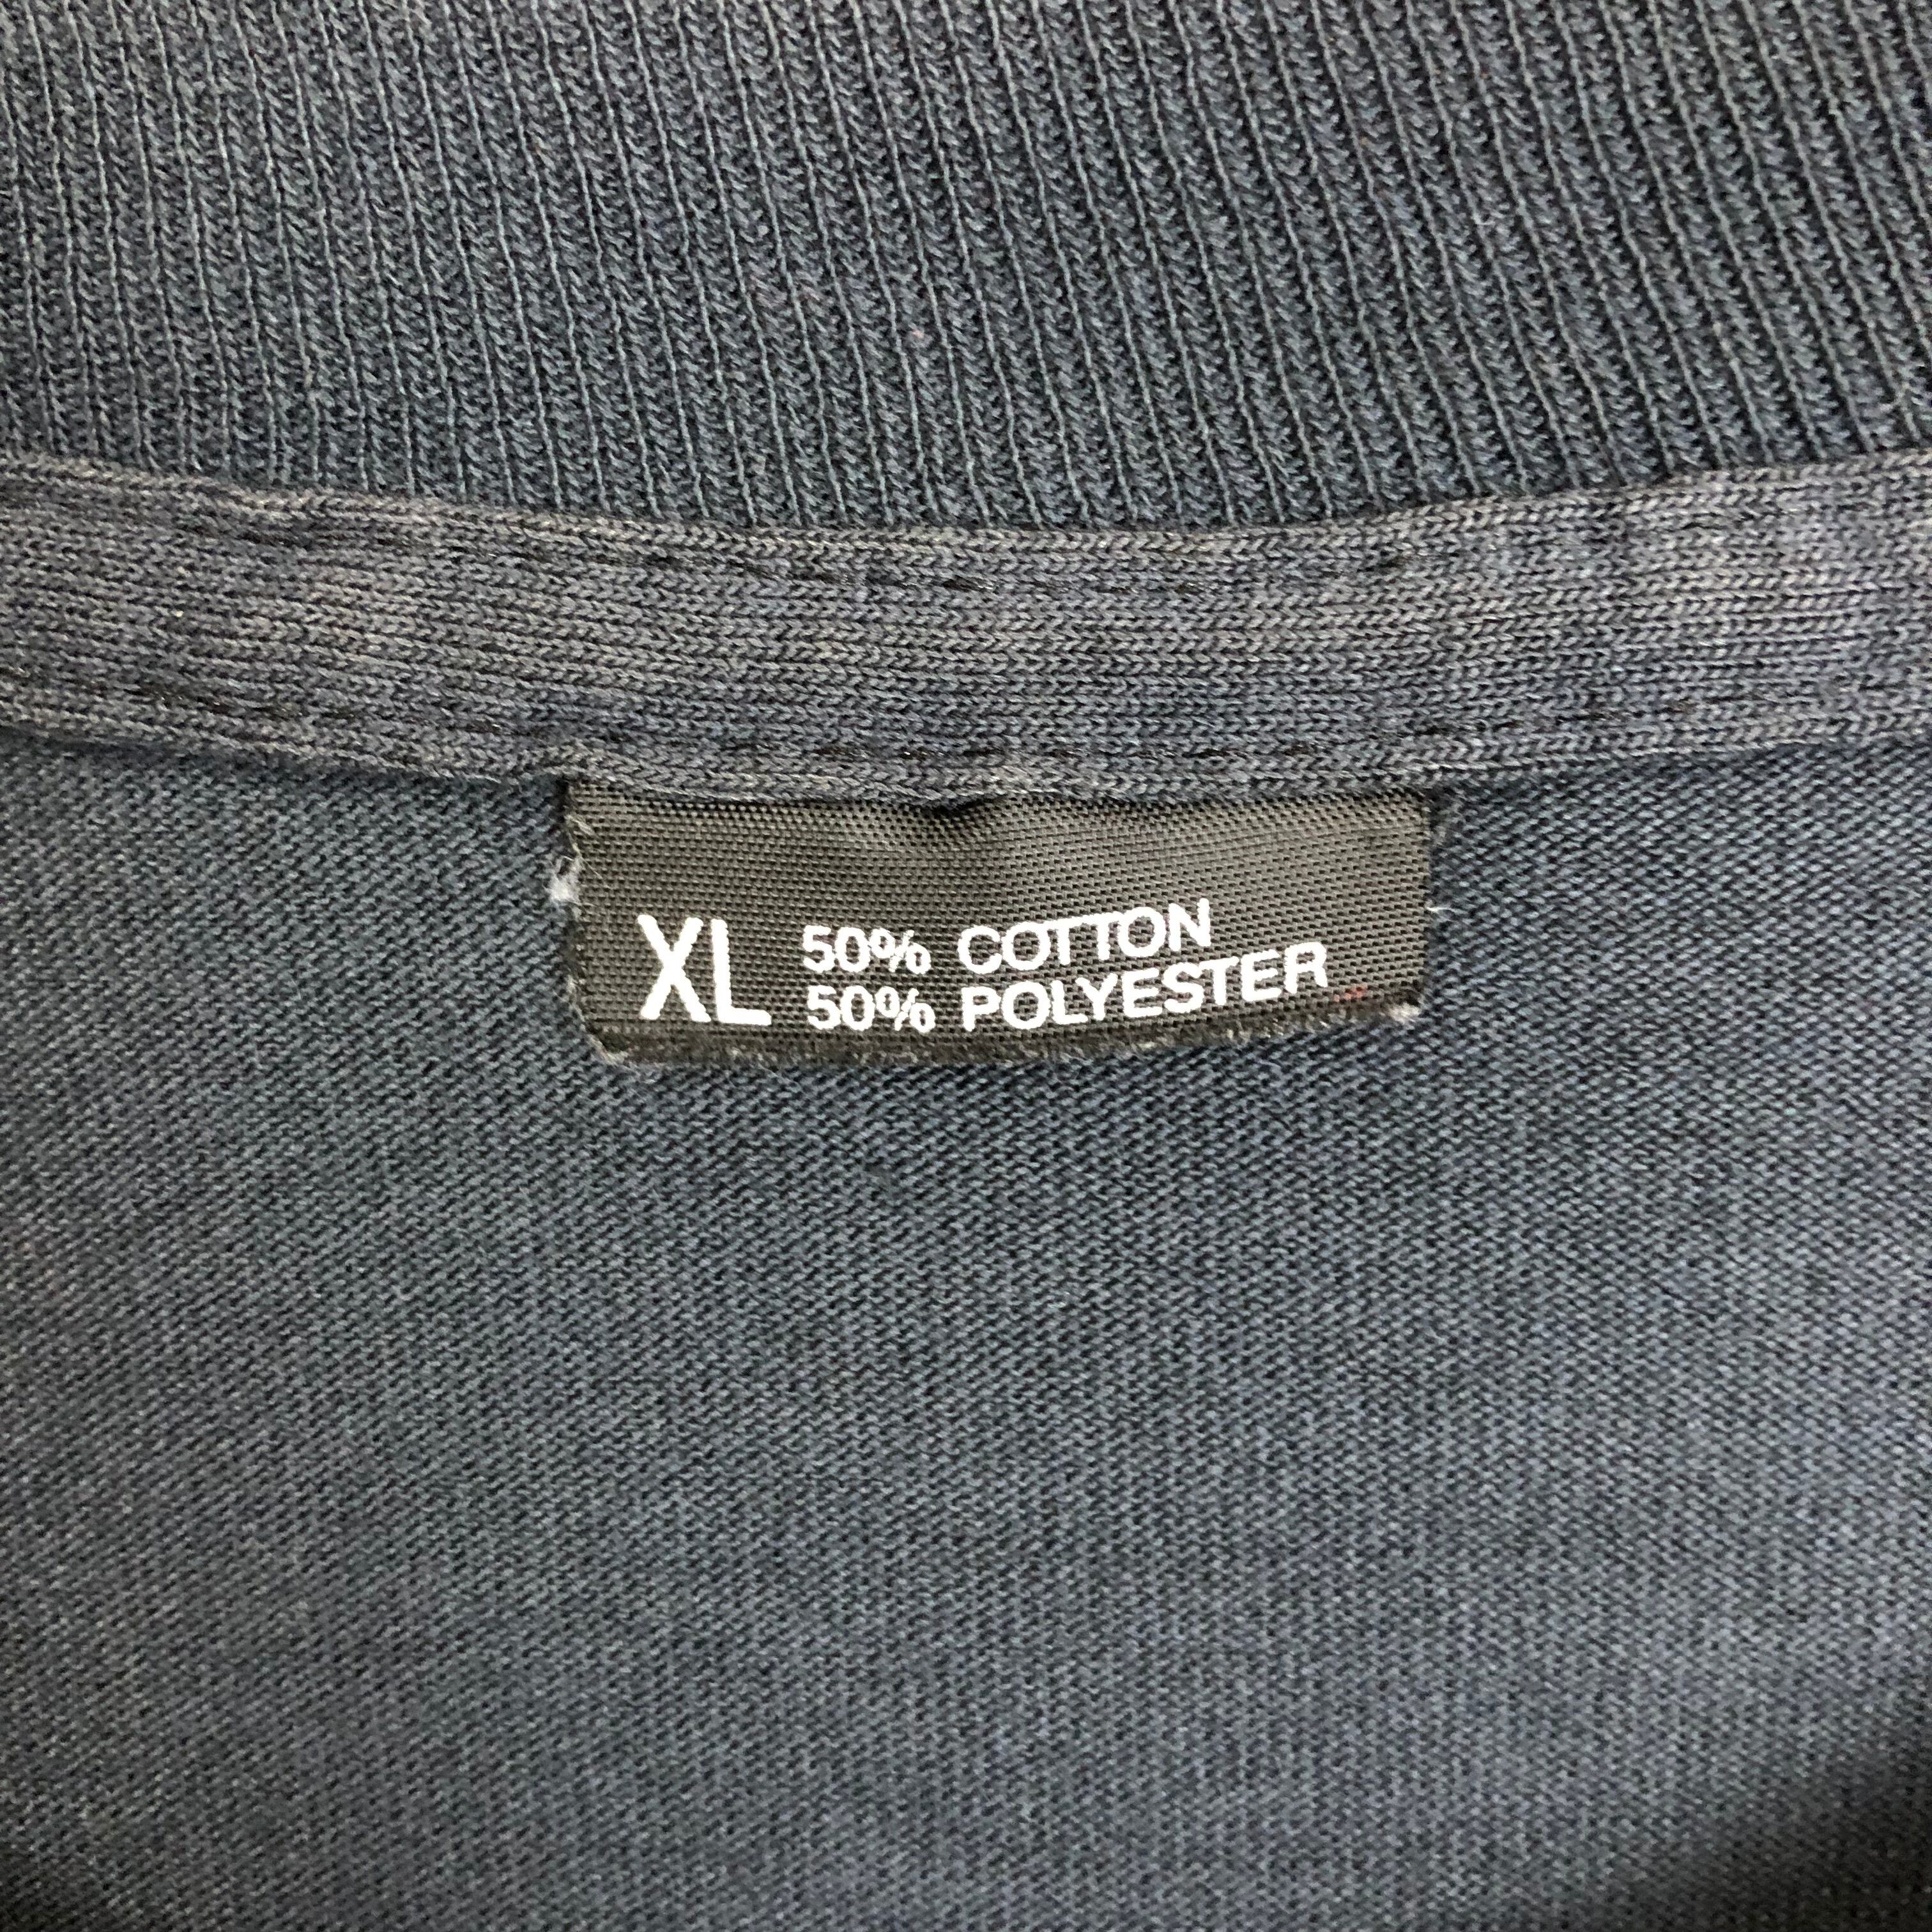 XL 50% COTTON
50% POLYESTER